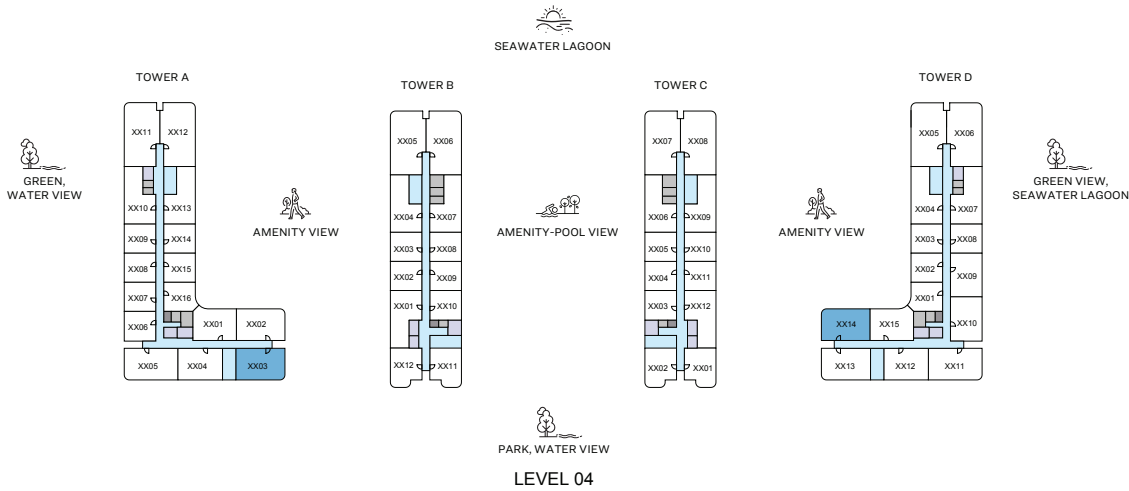 SEAWATER LAGOON
TOWER A
TOWER B
TOWER C
TOWER D
GREEN,
WATER VIEW
AMENITY VIEW
AMENITY-POOL VIEW
AMENITY VIEW
GREEN VIEW,
SEAWATER LAGOON
XX11 XX12
XX10 XX13
XX09 XX14
XX08 XX15
XX07 XX16
XX06 XX01 XX02
XX05 XX04 XX03
XX05 XX06
XX04 XX07
XX03 XX08
XX02 XX09
XX01 XX10
XX12 XX11
XX07 XX08
XX06 XX09
XX05 XX10
XX04 XX11
XX03 XX12
XX02 XX01
XX05 XX06
XX04 XX07
XX03 XX08
XX02 XX09
XX01
XX14 XX15 XX10
XX13 XX12 XX11
PARK, WATER VIEW
LEVEL 04